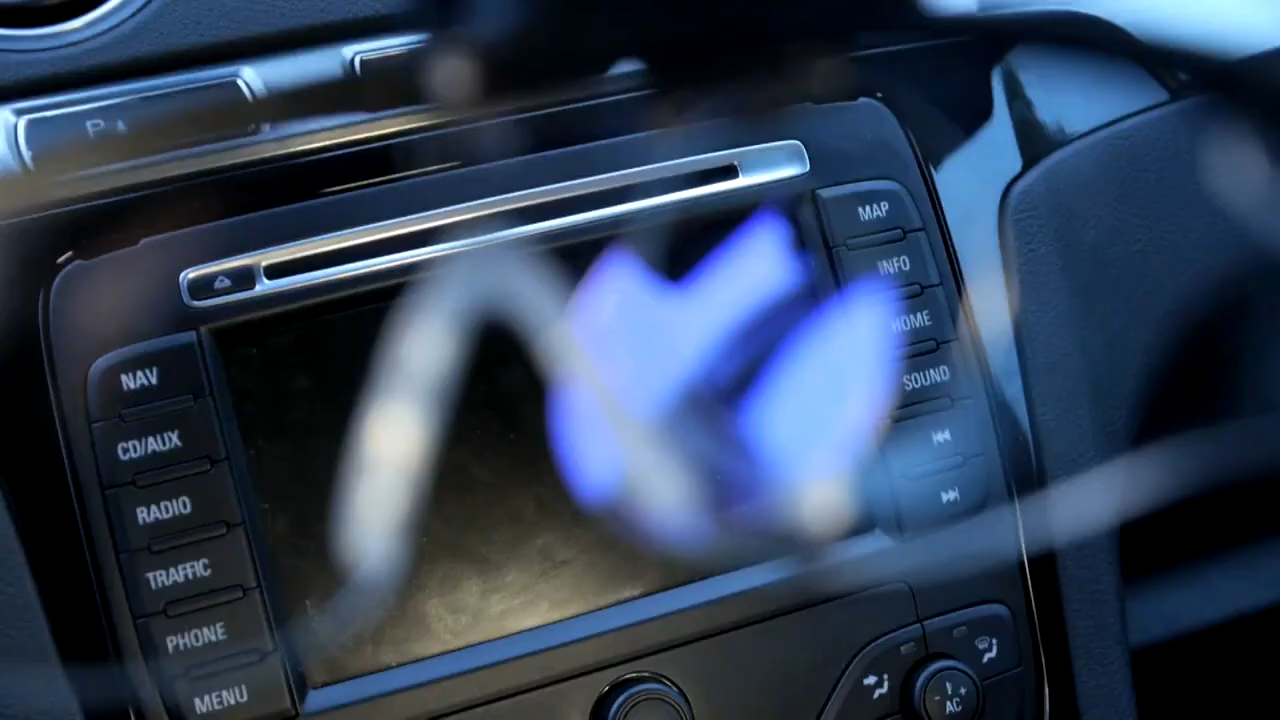 MAP
INFO
HOME
SOUND
NAV
CD/AUX
RADIO
TRAFFIC
PHONE
MENU
- +
AC